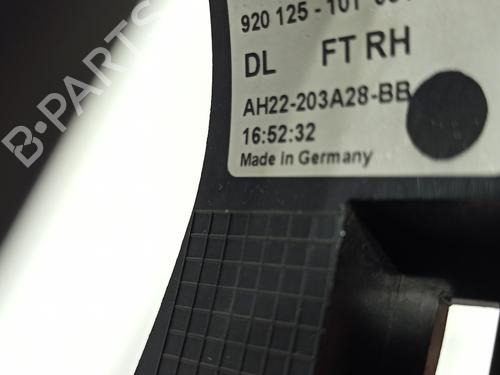 920 125 - 101
DL FT RH
AH22-203A28-BB
16:52:32
Made in Germany
B-PARTS